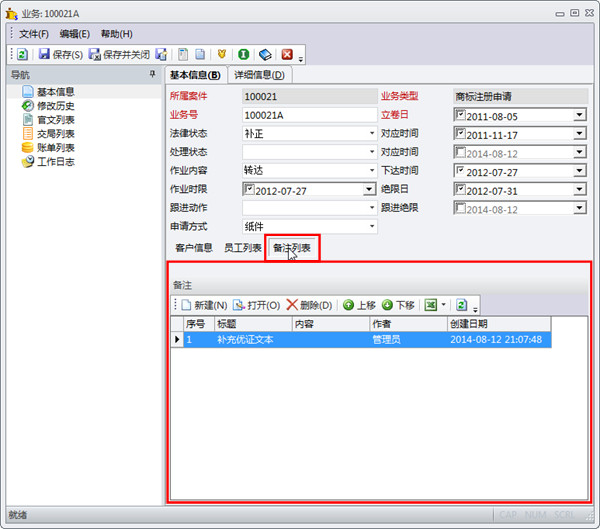 业务: 100021A
文件(F) 编辑(E) 帮助(H)
保存(S) 保存并关闭
导航
基本信息
修改历史
官文列表
交局列表
账单列表
工作日志
基本信息(B) 详细信息(D)
所属案件 100021 业务类型 商标注册申请
业务号 100021A 立卷日 2011-08-05
法律状态 补正 对应时间 2011-11-17
处理状态 对应时间 2014-08-12
作业内容 转达 下达时间 2012-07-27
作业时限 2012-07-27 绝限日 2012-07-31
跟进动作 跟进绝限 2014-08-12
申请方式 纸件
客户信息 员工列表 备注列表
备注
新建(N) 打开(O) 删除(D) 上移 下移
序号 标题 内容 作者 创建日期
1 补充优证文本 管理员 2014-08-12 21:07:48
就绪 CAP NUM SCRL